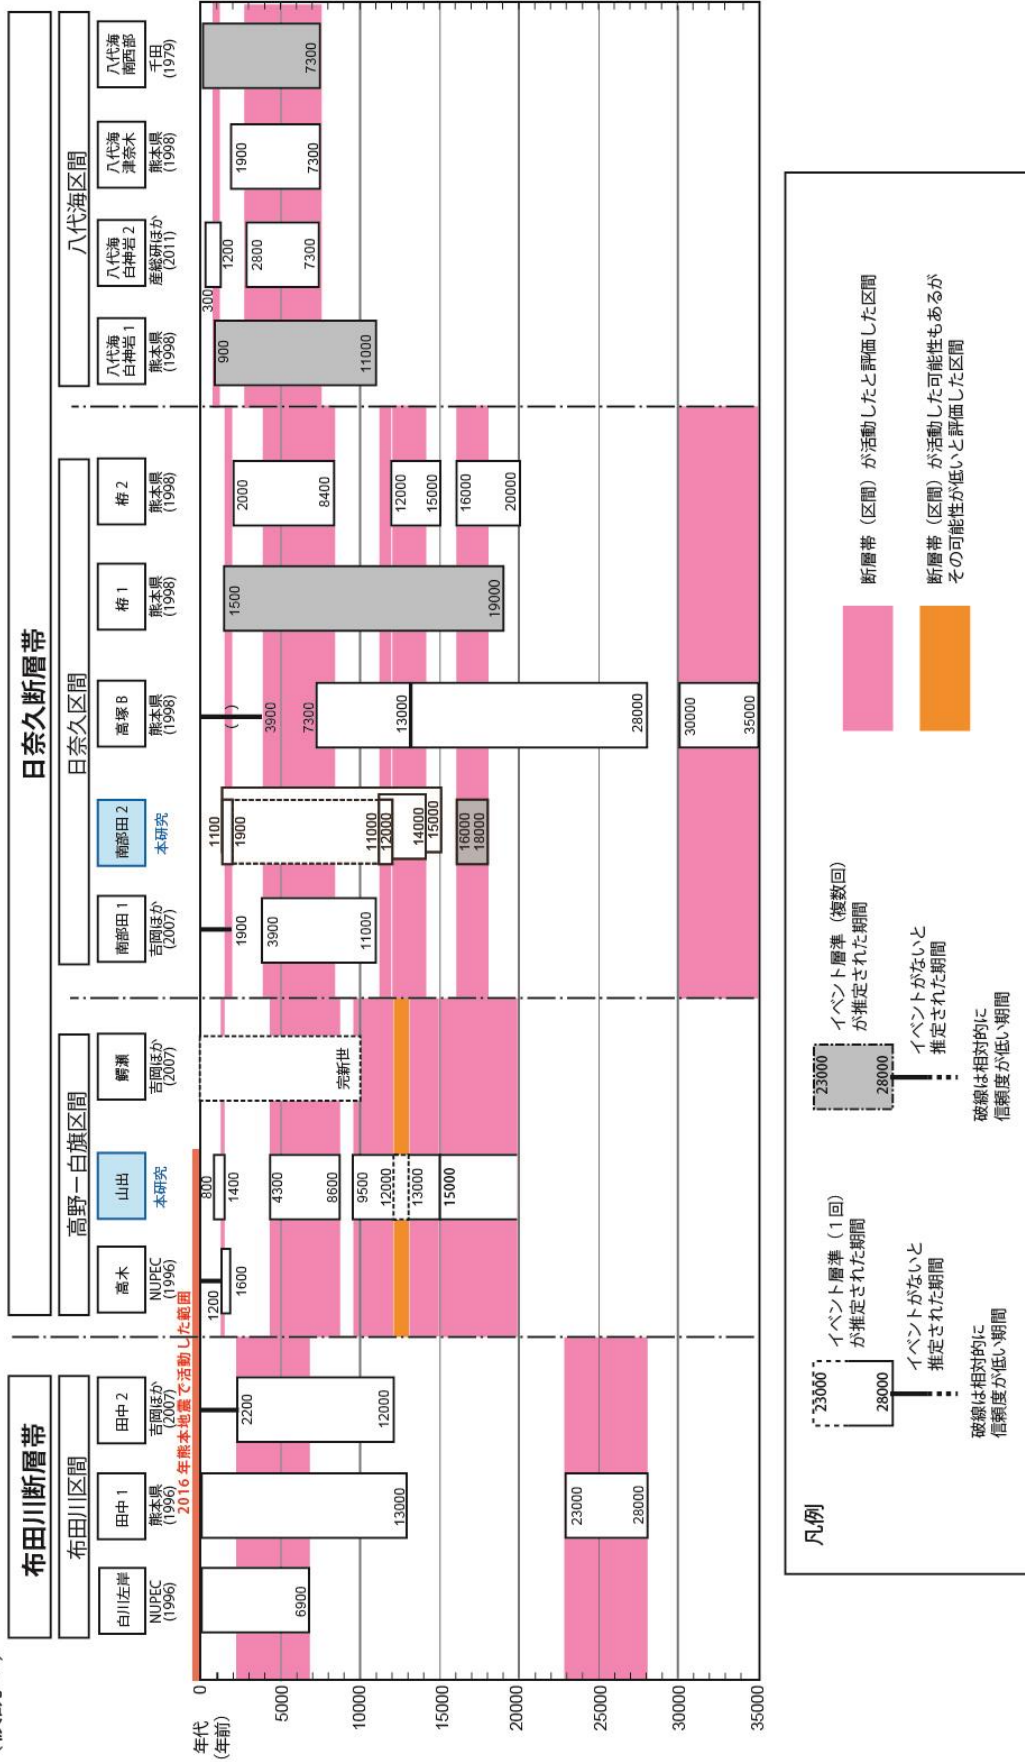 布田川断層帯
日奈久断層帯
布田川区間
高野－白旗区間
日奈久区間
八代海区間
白川左岸
NUPEC
(1996)
田中 1
熊本県
(1996)
田中 2
吉岡ほか
(2007)
高木
NUPEC
(1996)
山出
本研究
鰐瀬
吉岡ほか
(2007)
南部田 1
吉岡ほか
(2007)
南部田 2
本研究
高塚 B
熊本県
(1998)
栫 1
熊本県
(1998)
栫 2
熊本県
(1998)
八代海
白神岩 1
熊本県
(1998)
八代海
白神岩 2
産総研ほか
(2011)
八代海
津奈木
熊本県
(1998)
八代海
南西部
千田
(1979)
2016 年熊本地震で活動した範囲
年代
(年前)
0
5000
10000
15000
20000
25000
30000
35000
6900
13000
23000
28000
2200
12000
1200
1600
800
1400
4300
8600
9500
12000
13000
15000
完新世
1900
3900
11000
1100
1900
11000
12000
14000
15000
16000
18000
( )
3900
7300
13000
28000
30000
35000
1500
19000
2000
8400
12000
15000
16000
20000
900
11000
300
1200
2800
7300
1900
7300
7300
凡例
23000
28000
イベント層準（1 回）
が推定された期間
イベントがないと
推定された期間
破線は相対的に
信頼度が低い期間
23000
28000
イベント層準（複数回）
が推定された期間
イベントがないと
推定された期間
破線は相対的に
信頼度が低い期間
断層帯（区間）が活動したと評価した区間
断層帯（区間）が活動した可能性もあるが
その可能性が低いと評価した区間